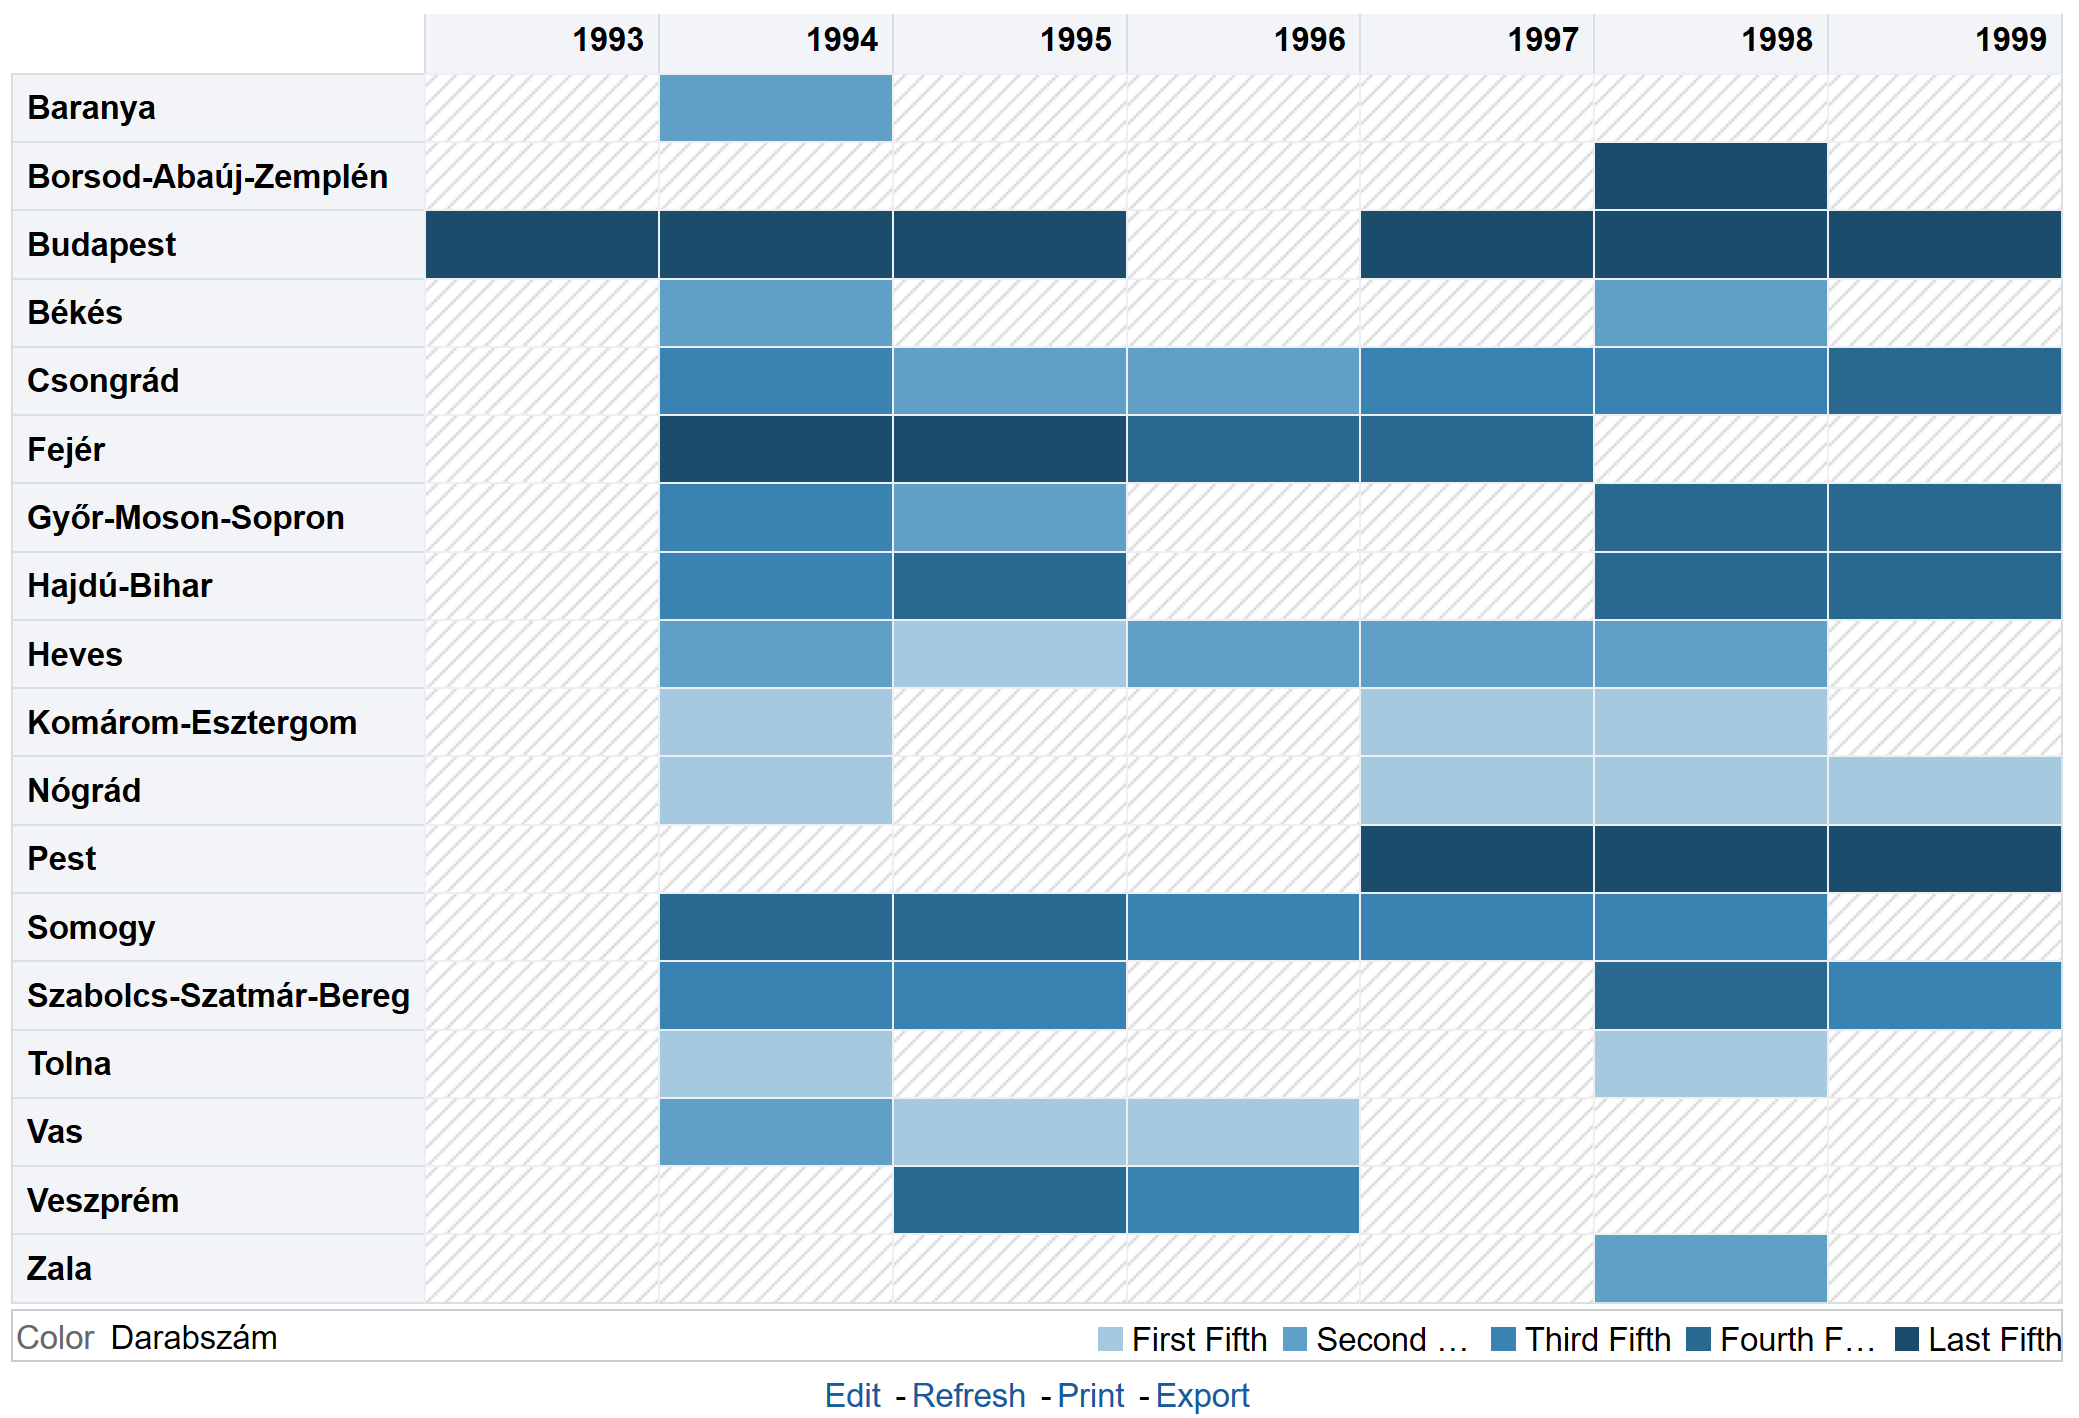 1993 1994 1995 1996 1997 1998 1999
Baranya
Borsod-Abaúj-Zemplén
Budapest
Békés
Csongrád
Fejér
Győr-Moson-Sopron
Hajdú-Bihar
Heves
Komárom-Esztergom
Nógrád
Pest
Somogy
Szabolcs-Szatmár-Bereg
Tolna
Vas
Veszprém
Zala
Color Darabszám First Fifth Second … Third Fifth Fourth F… Last Fifth
Edit - Refresh - Print - Export